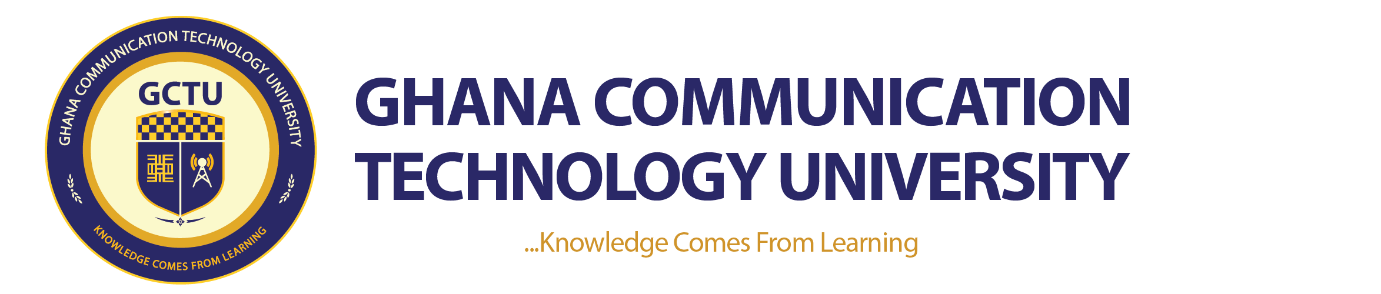 GHANA COMMUNICATION TECHNOLOGY UNIVERSITY
GCTU
KNOWLEDGE COMES FROM LEARNING
GHANA COMMUNICATION
TECHNOLOGY UNIVERSITY
...Knowledge Comes From Learning